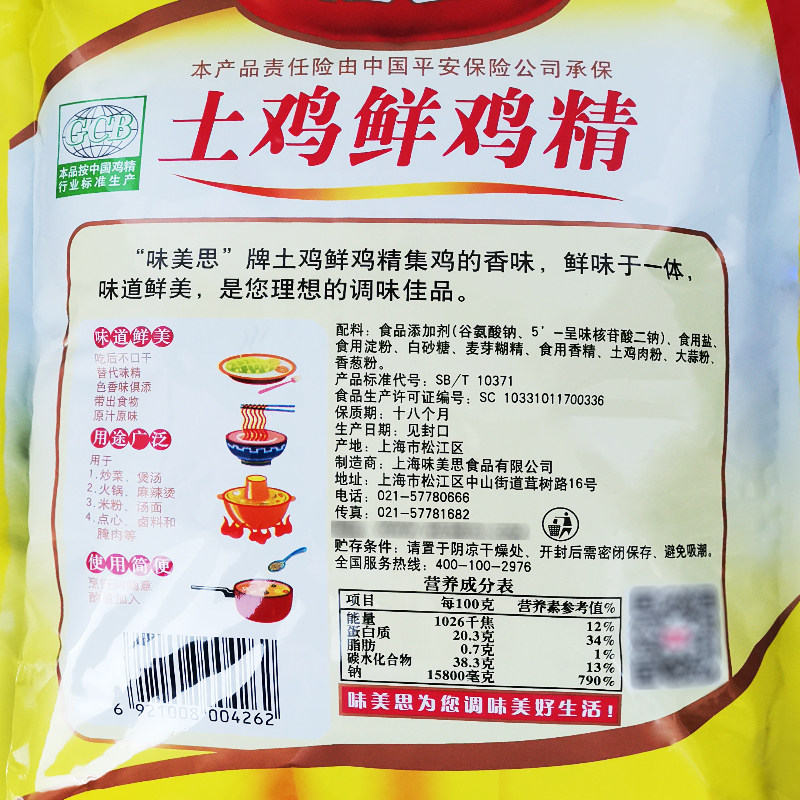 本产品责任险由中国平安保险公司承保
土鸡鲜鸡精
GCB
本品按中国鸡精
行业标准生产
“味美思”牌土鸡鲜鸡精集鸡的香味，鲜味于一体，
味道鲜美，是您理想的调味佳品。
味道鲜美
吃后不口干
替代味精
色香味俱添
带出食物
原汁原味
用途广泛
用于
1.炒菜、煲汤
2.火锅、麻辣烫
3.米粉、汤面
4.点心、卤料和
腌肉等
使用简便
加入
配料：食品添加剂(谷氨酸钠、5'-呈味核苷酸二钠)、食用盐、
食用淀粉、白砂糖、麦芽糊精、食用香精、土鸡肉粉、大蒜粉、
香葱粉。
产品标准代号：SB/T 10371
食品生产许可证编号：SC 10331011700336
保质期：十八个月
生产日期：见封口
产地：上海市松江区
制造商：上海味美思食品有限公司
地址：上海市松江区中山街道茸树路16号
电话：021-57780666
传真：021-57781682
贮存条件：请置于阴凉干燥处、开封后需密闭保存、避免吸潮。
全国服务热线：400-100-2976
营养成分表
项目 每100克 营养素参考值%
能量 1026千焦 12%
蛋白质 20.3克 34%
脂肪 0.7克 1%
碳水化合物 38.3克 13%
钠 15800毫克 790%
味美思为您调味美好生活！
6 921008 004262